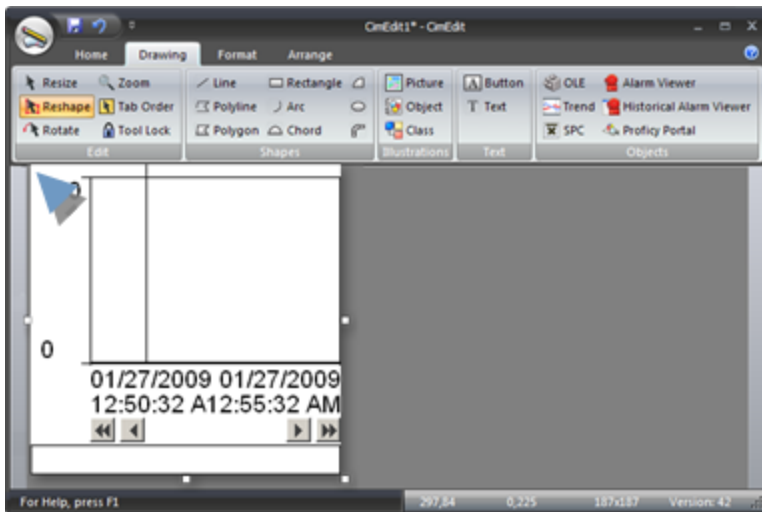 CimEdit1* - CimEdit
Home Drawing Format Arrange
Resize Zoom Line Rectangle Picture Button OLE Alarm Viewer
Reshape Tab Order Polyline Arc Object Text Trend Historical Alarm Viewer
Rotate Tool Lock Polygon Chord Class SPC Proficy Portal
Edit Shapes Illustrations Text Objects
0
0
01/27/2009 01/27/2009
12:50:32 A12:55:32 AM
For Help, press F1 297,84 0,225 187x187 Version: 42